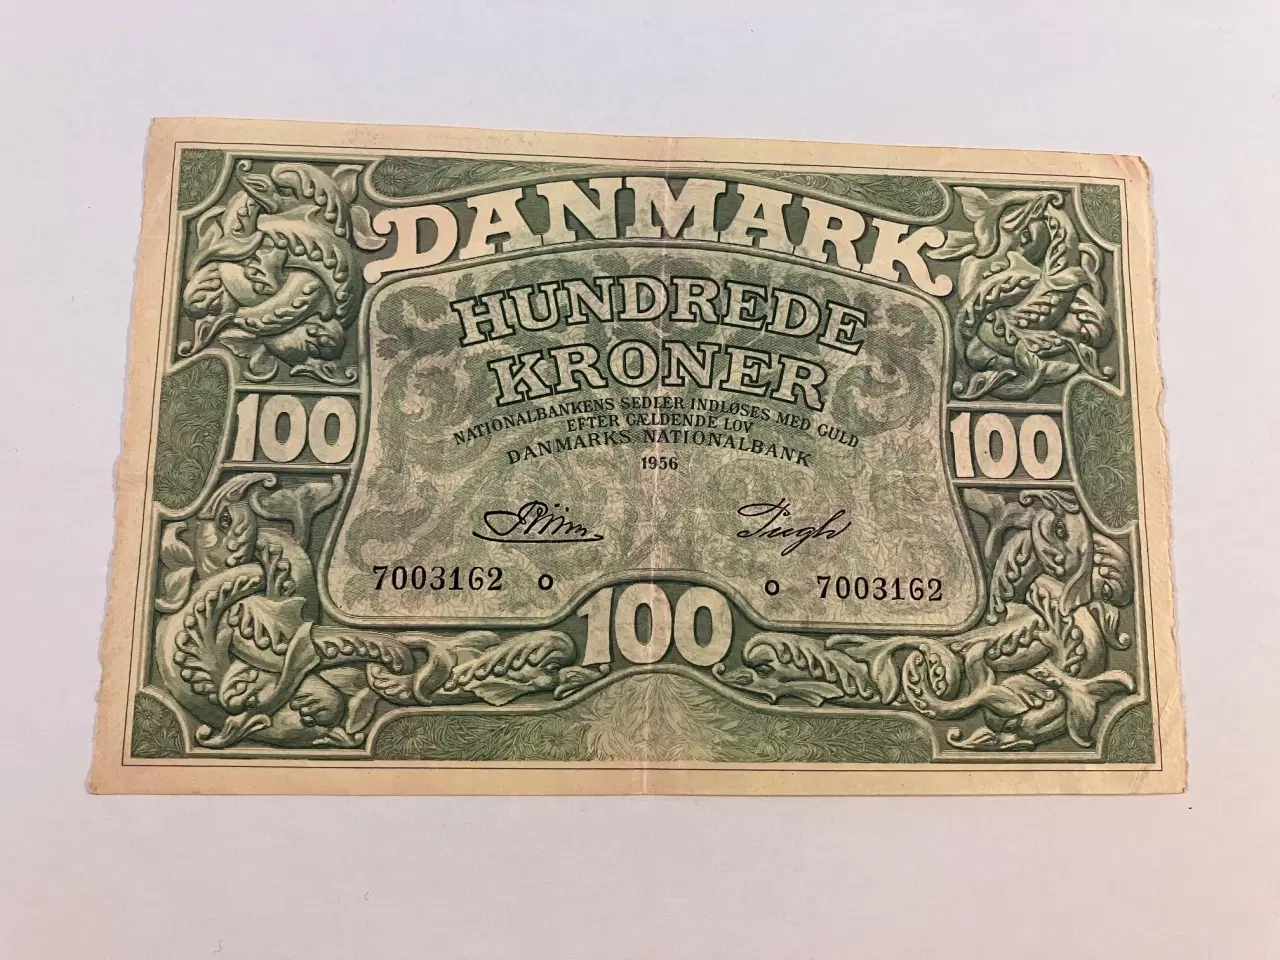 DANMARK
HUNDREDE
KRONER
NATIONALBANKENS SEDLER INDLØSES MED GULD
EFTER GÆLDENDE LOV
DANMARKS NATIONALBANK
1956
100
100
7003162 O
O 7003162
100